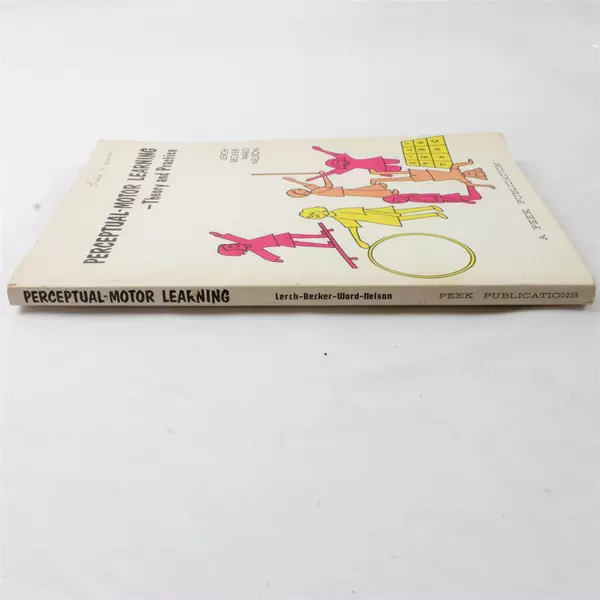 PERCEPTUAL-MOTOR LEARNING
—Theory and Practice
LERCH
BECKER
WARD
NELSON
A PEEK PUBLICATION
PERCEPTUAL-MOTOR LEARNING
Lerch-Becker-Ward-Nelson
PEEK PUBLICATIONS